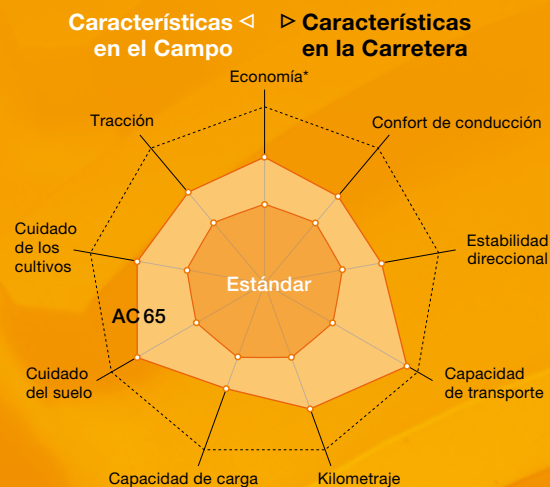 Características ◁
en el Campo
▷ Características
en la Carretera
Economía*
Tracción
Confort de conducción
Cuidado
de los
cultivos
Estabilidad
direccional
Estándar
AC 65
Cuidado
del suelo
Capacidad
de transporte
Capacidad de carga
Kilometraje